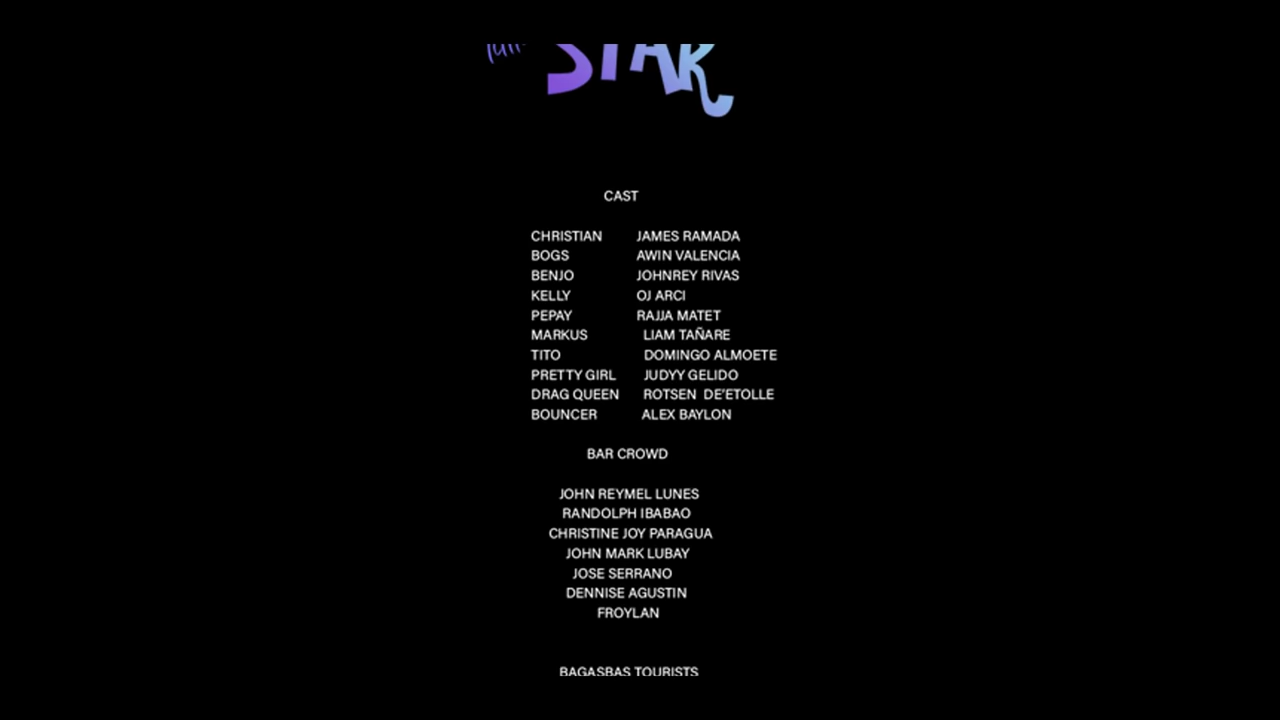 STAR
CAST
CHRISTIAN JAMES RAMADA
BOGS AWIN VALENCIA
BENJO JOHNREY RIVAS
KELLY OJ ARCI
PEPAY RAJJA MATET
MARKUS LIAM TAÑARE
TITO DOMINGO ALMOETE
PRETTY GIRL JUDYY GELIDO
DRAG QUEEN ROTSEN DE'ETOLLE
BOUNCER ALEX BAYLON
BAR CROWD
JOHN REYMEL LUNES
RANDOLPH IBABAO
CHRISTINE JOY PARAGUA
JOHN MARK LUBAY
JOSE SERRANO
DENNISE AGUSTIN
FROYLAN
BAGASBAS TOURISTS